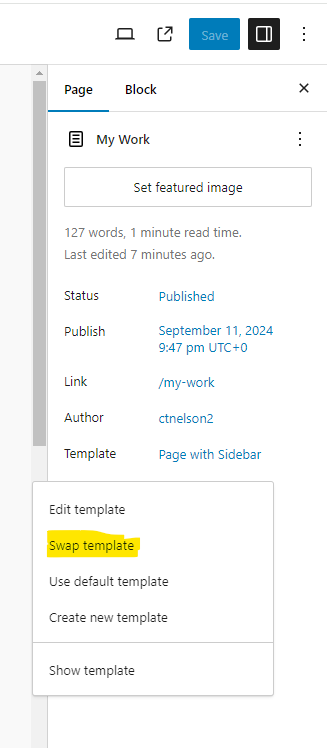 Save
Page Block
My Work
Set featured image
127 words, 1 minute read time.
Last edited 7 minutes ago.
Status Published
Publish September 11, 2024
9:47 pm UTC+0
Link /my-work
Author ctnelson2
Template Page with Sidebar
Edit template
Swap template
Use default template
Create new template
Show template